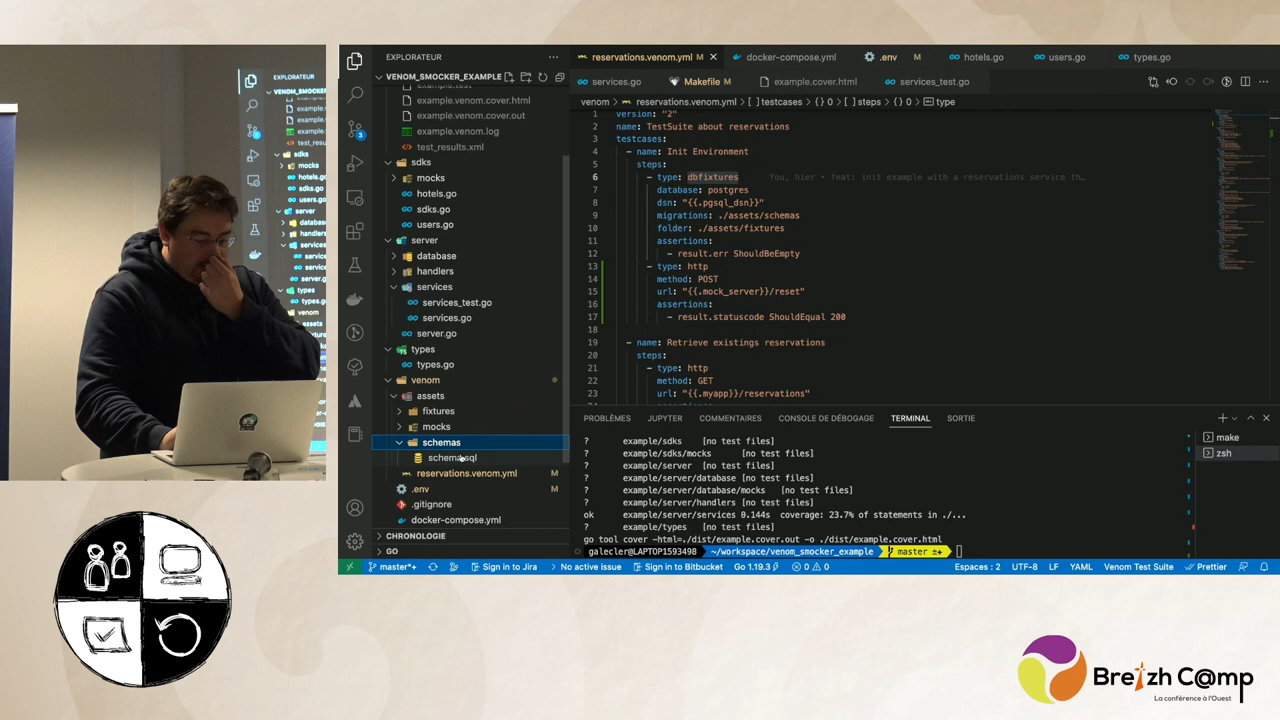 EXPLORATEUR
VENOM_SMOCKER_EXAMPLE
example.venom.cover.html
example.venom.cover.out
example.venom.log
test_results.xml
sdks
mocks
hotels.go
sdks.go
users.go
server
database
handlers
services
services_test.go
services.go
server.go
types
types.go
venom
assets
fixtures
mocks
schemas
reservations.venom.yml M
.env M
.gitignore
docker-compose.yml
CHRONOLOGIE
GO
reservations.venom.yml M
docker-compose.yml
.env M
hotels.go
users.go
types.go
services.go
Makefile M
example.cover.html
services_test.go
venom > reservations.venom.yml > [ ] testcases > {} 0 > [ ] steps > {} 0 > type
1 version: "2"
2 name: TestSuite about reservations
3 testcases:
4 - name: Init Environment
5 steps:
6 - type: dbfixtures You, hier • feat: init example with a reservations service th…
7 database: postgres
8 dsn: "{{.pgsql_dsn}}"
9 migrations: ./assets/schemas
10 folder: ./assets/fixtures
11 assertions:
12 - result.err ShouldBeEmpty
13 - type: http
14 method: POST
15 url: "{{.mock_server}}/reset"
16 assertions:
17 - result.statuscode ShouldEqual 200
18
19 - name: Retrieve existings reservations
20 steps:
21 - type: http
22 method: GET
23 url: "{{.myapp}}/reservations"
PROBLÈMES JUPYTER COMMENTAIRES CONSOLE DE DÉBOGAGE TERMINAL SORTIE
? example/sdks [no test files]
? example/sdks/mocks [no test files]
? example/server [no test files]
? example/server/database [no test files]
? example/server/database/mocks [no test files]
? example/server/handlers [no test files]
ok example/server/services 0.144s coverage: 23.7% of statements in ./...
? example/types [no test files]
go tool cover -html=./dist/example.cover.out -o ./dist/example.cover.html
galecler@LAPTOP1593498 ~/workspace/venom_smocker_example master ±+
make
zsh
master*+ Sign in to Jira No active issue Sign in to Bitbucket Go 1.19.3 0 0 Espaces : 2 UTF-8 LF YAML Venom Test Suite Prettier
Breizh C@mp
La conférence à l'Ouest